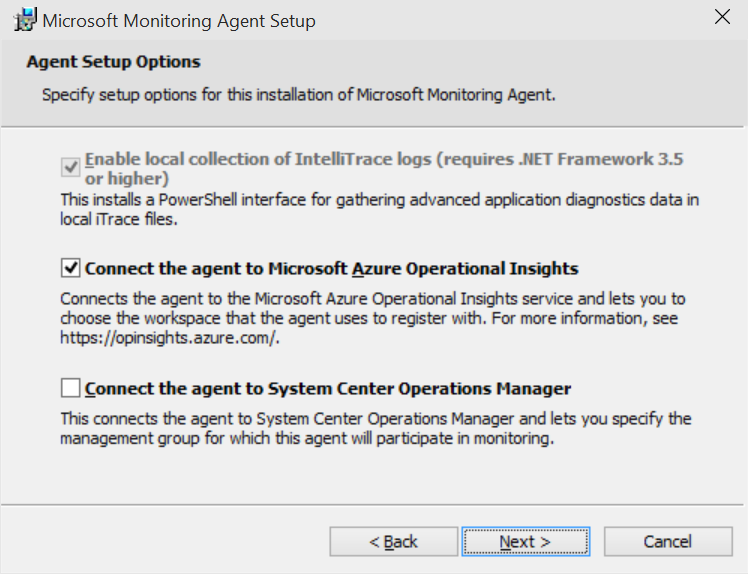 Microsoft Monitoring Agent Setup
Agent Setup Options
Specify setup options for this installation of Microsoft Monitoring Agent.
Enable local collection of IntelliTrace logs (requires .NET Framework 3.5
or higher)
This installs a PowerShell interface for gathering advanced application diagnostics data in
local iTrace files.
Connect the agent to Microsoft Azure Operational Insights
Connects the agent to the Microsoft Azure Operational Insights service and lets you to
choose the workspace that the agent uses to register with. For more information, see
https://opinsights.azure.com/.
Connect the agent to System Center Operations Manager
This connects the agent to System Center Operations Manager and lets you specify the
management group for which this agent will participate in monitoring.
< Back
Next >
Cancel